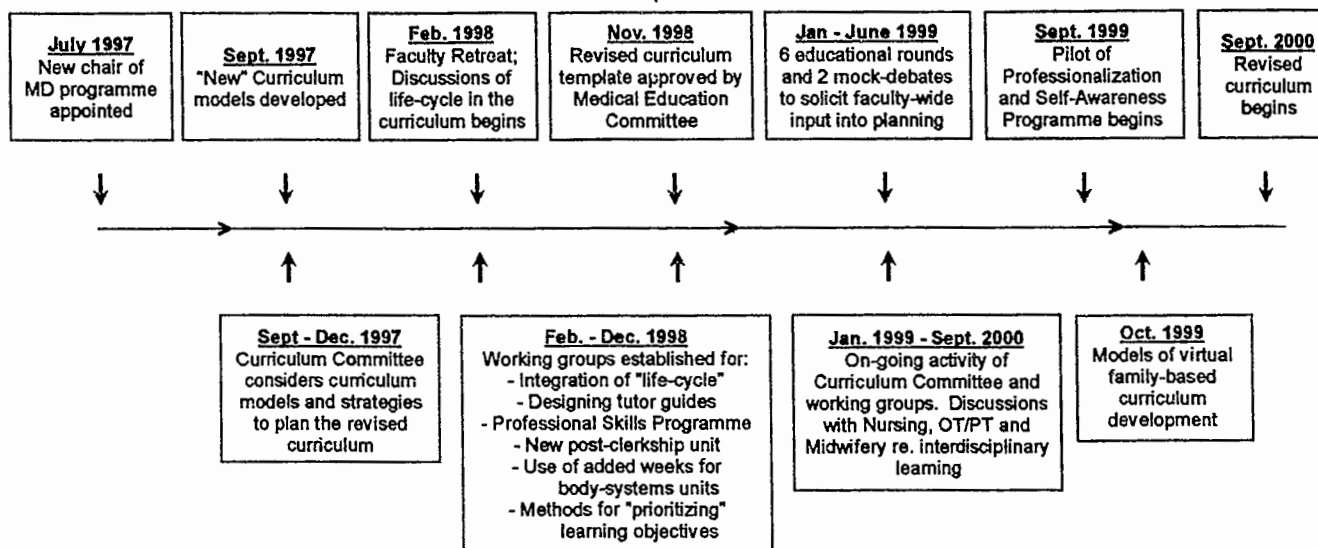 July 1997
New chair of
MD programme
appointed
Sept. 1997
"New" Curriculum
models developed
Feb. 1998
Faculty Retreat;
Discussions of
life-cycle in the
curriculum begins
Nov. 1998
Revised curriculum
template approved by
Medical Education
Committee
Jan - June 1999
6 educational rounds
and 2 mock-debates
to solicit faculty-wide
input into planning
Sept. 1999
Pilot of
Professionalization
and Self-Awareness
Programme begins
Sept. 2000
Revised
curriculum
begins
Sept - Dec. 1997
Curriculum Committee
considers curriculum
models and strategies
to plan the revised
curriculum
Feb. - Dec. 1998
Working groups established for:
- Integration of "life-cycle"
- Designing tutor guides
- Professional Skills Programme
- New post-clerkship unit
- Use of added weeks for
body-systems units
- Methods for "prioritizing"
learning objectives
Jan. 1999 - Sept. 2000
On-going activity of
Curriculum Committee and
working groups. Discussions
with Nursing, OT/PT and
Midwifery re. interdisciplinary
learning
Oct. 1999
Models of virtual
family-based
curriculum
development